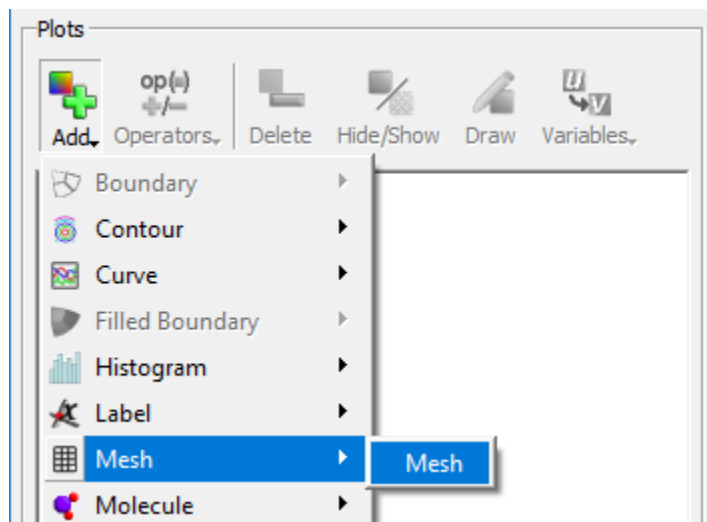 Plots
op(=)
+/−
U
V
Add Operators Delete Hide/Show Draw Variables
Boundary
Contour
Curve
Filled Boundary
Histogram
Label
Mesh Mesh
Molecule